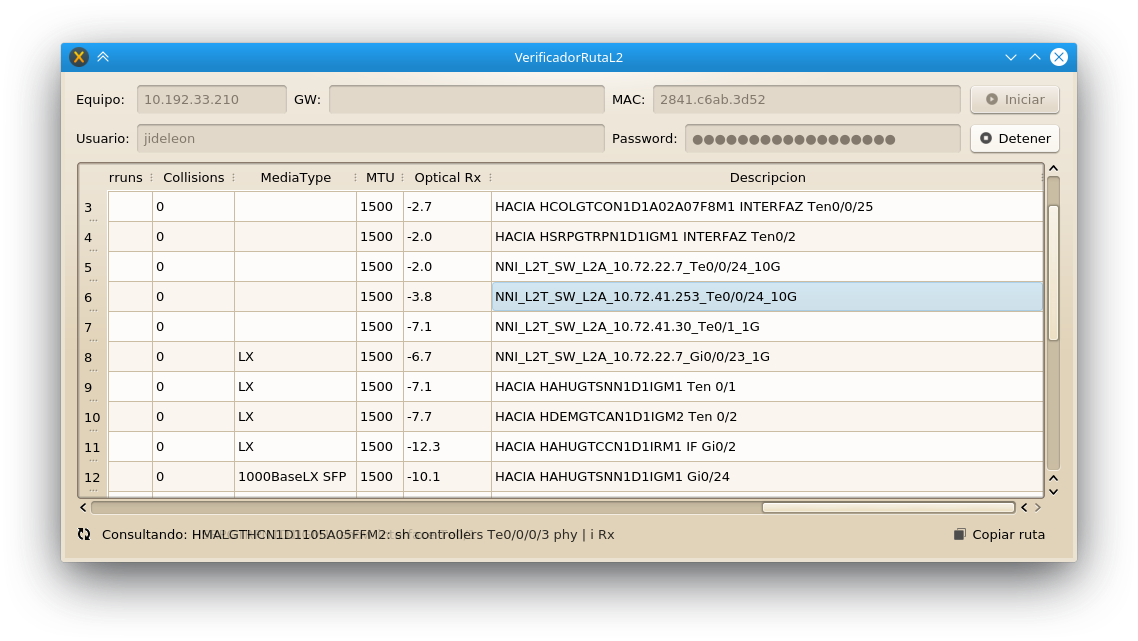 VerificadorRutaL2
Equipo: 10.192.33.210 GW: MAC: 2841.c6ab.3d52 Iniciar
Usuario: jideleon Password: ●●●●●●●●●●●●●●●●●● Detener
rruns Collisions MediaType MTU Optical Rx Descripcion
3 0 1500 -2.7 HACIA HCOLGTCON1D1A02A07F8M1 INTERFAZ Ten0/0/25
4 0 1500 -2.0 HACIA HSRPGTRPN1D1IGM1 INTERFAZ Ten0/2
5 0 1500 -2.0 NNI_L2T_SW_L2A_10.72.22.7_Te0/0/24_10G
6 0 1500 -3.8 NNI_L2T_SW_L2A_10.72.41.253_Te0/0/24_10G
7 0 1500 -7.1 NNI_L2T_SW_L2A_10.72.41.30_Te0/1_1G
8 0 LX 1500 -6.7 NNI_L2T_SW_L2A_10.72.22.7_Gi0/0/23_1G
9 0 LX 1500 -7.1 HACIA HAHUGTSNN1D1IGM1 Ten 0/1
10 0 LX 1500 -7.7 HACIA HDEMGTCAN1D1IGM2 Ten 0/2
11 0 LX 1500 -12.3 HACIA HAHUGTCCN1D1IRM1 IF Gi0/2
12 0 1000BaseLX SFP 1500 -10.1 HACIA HAHUGTSNN1D1IGM1 Gi0/24
Consultando: sh controllers Te0/0/0/3 phy | i Rx Copiar ruta